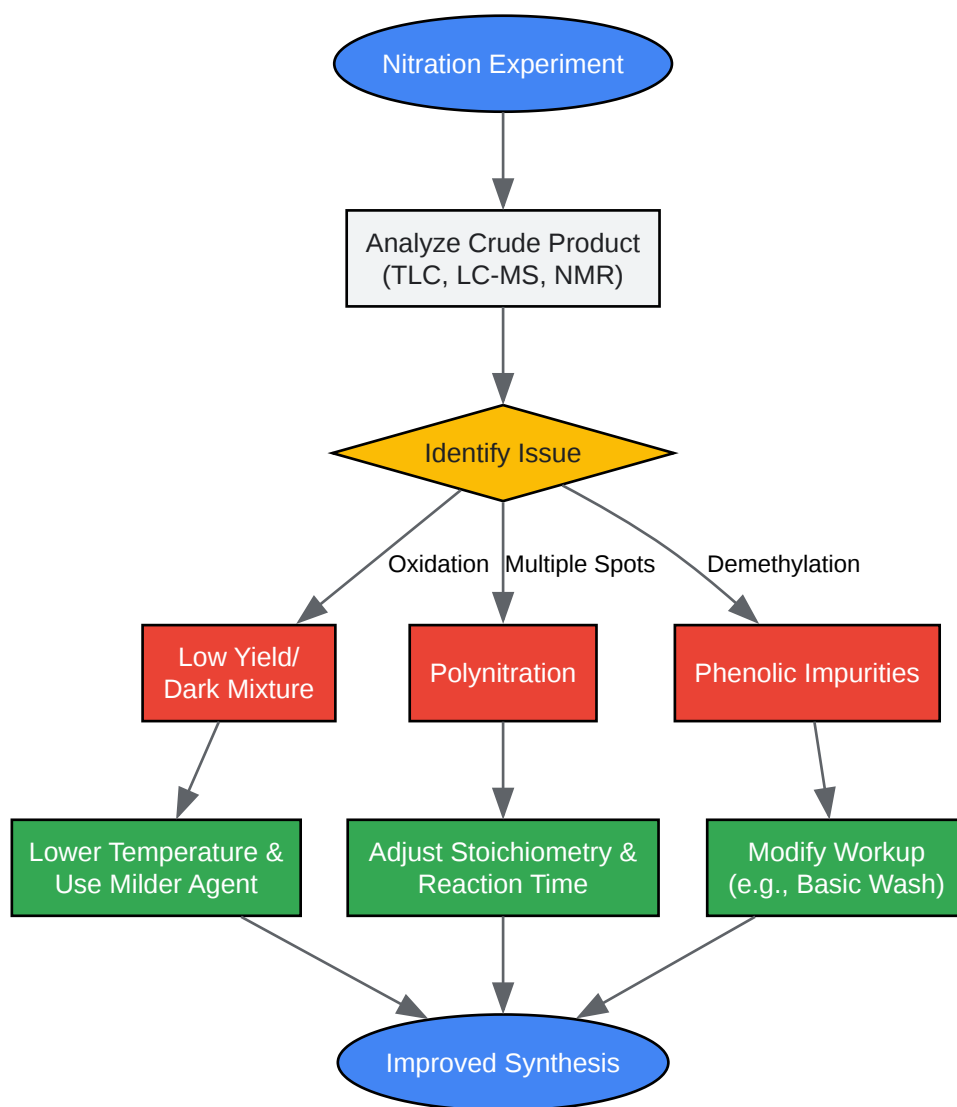 Nitration Experiment
Analyze Crude Product
(TLC, LC-MS, NMR)
Identify Issue
Oxidation
Multiple Spots
Demethylation
Low Yield/
Dark Mixture
Polynitration
Phenolic Impurities
Lower Temperature &
Use Milder Agent
Adjust Stoichiometry &
Reaction Time
Modify Workup
(e.g., Basic Wash)
Improved Synthesis